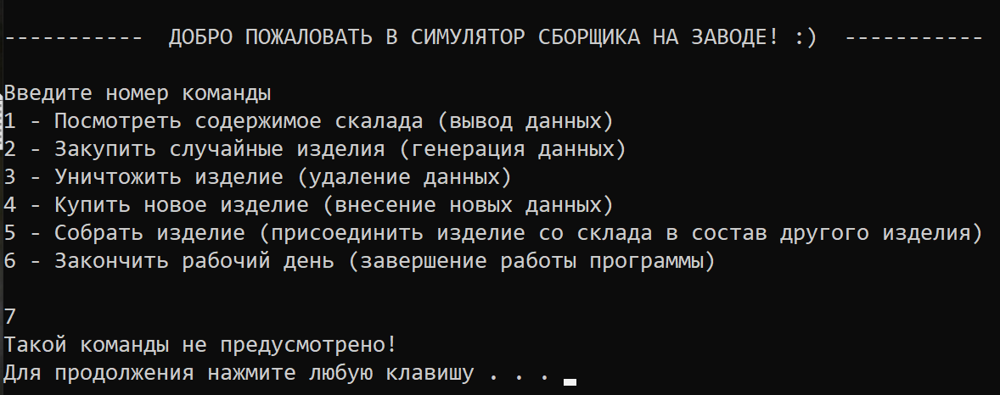 ----------- ДОБРО ПОЖАЛОВАТЬ В СИМУЛЯТОР СБОРЩИКА НА ЗАВОДЕ! :) -----------
Введите номер команды
1 - Посмотреть содержимое скалада (вывод данных)
2 - Закупить случайные изделия (генерация данных)
3 - Уничтожить изделие (удаление данных)
4 - Купить новое изделие (внесение новых данных)
5 - Собрать изделие (присоединить изделие со склада в состав другого изделия)
6 - Закончить рабочий день (завершение работы программы)
7
Такой команды не предусмотрено!
Для продолжения нажмите любую клавишу . . .